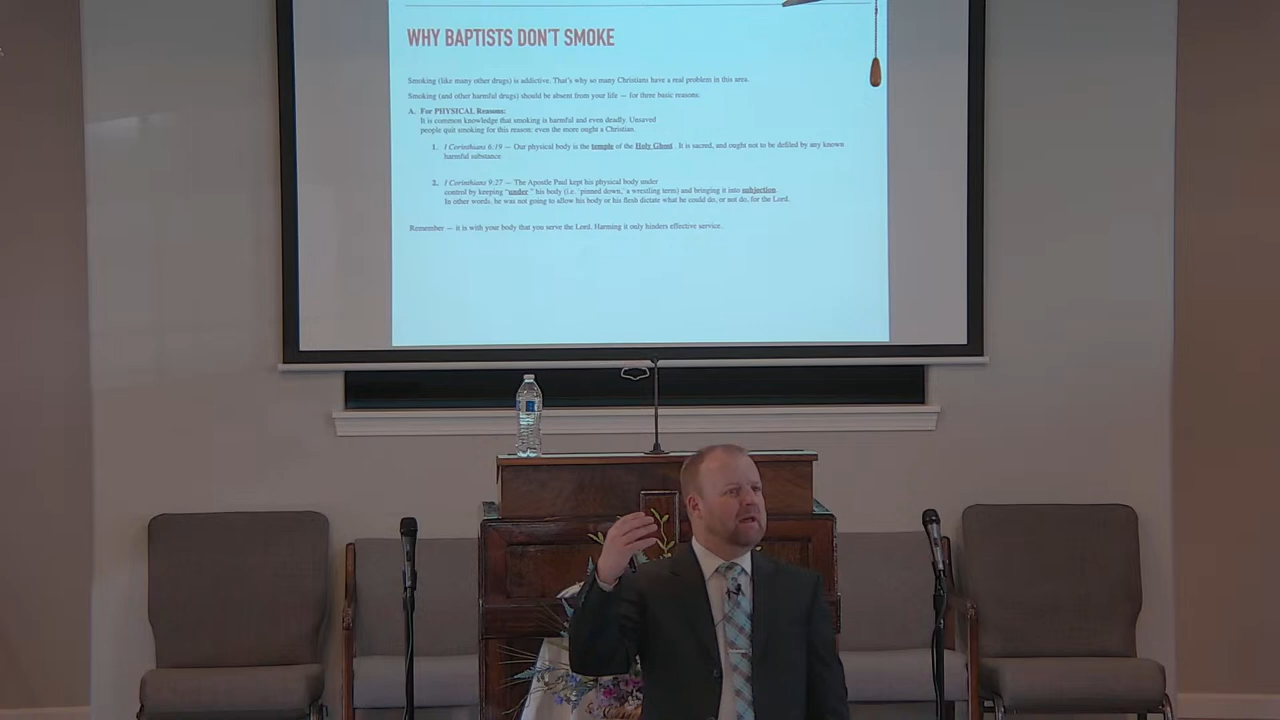 WHY BAPTISTS DON'T SMOKE
Smoking (like many other drugs) is addictive. That's why so many Christians have a real problem in this area.
Smoking (and other harmful drugs) should be absent from your life — for three basic reasons:
A. For PHYSICAL Reasons:
It is common knowledge that smoking is harmful and even deadly. Unsaved
people quit smoking for this reason; even the more ought a Christian.
1. I Corinthians 6:19 — Our physical body is the temple of the Holy Ghost. It is sacred, and ought not to be defiled by any known
harmful substance
2. I Corinthians 9:27 — The Apostle Paul kept his physical body under
control by keeping "under" his body (i.e. 'pinned down,' a wrestling term) and bringing it into subjection.
In other words, he was not going to allow his body or his flesh dictate what he could do, or not do, for the Lord.
Remember — it is with your body that you serve the Lord. Harming it only hinders effective service.